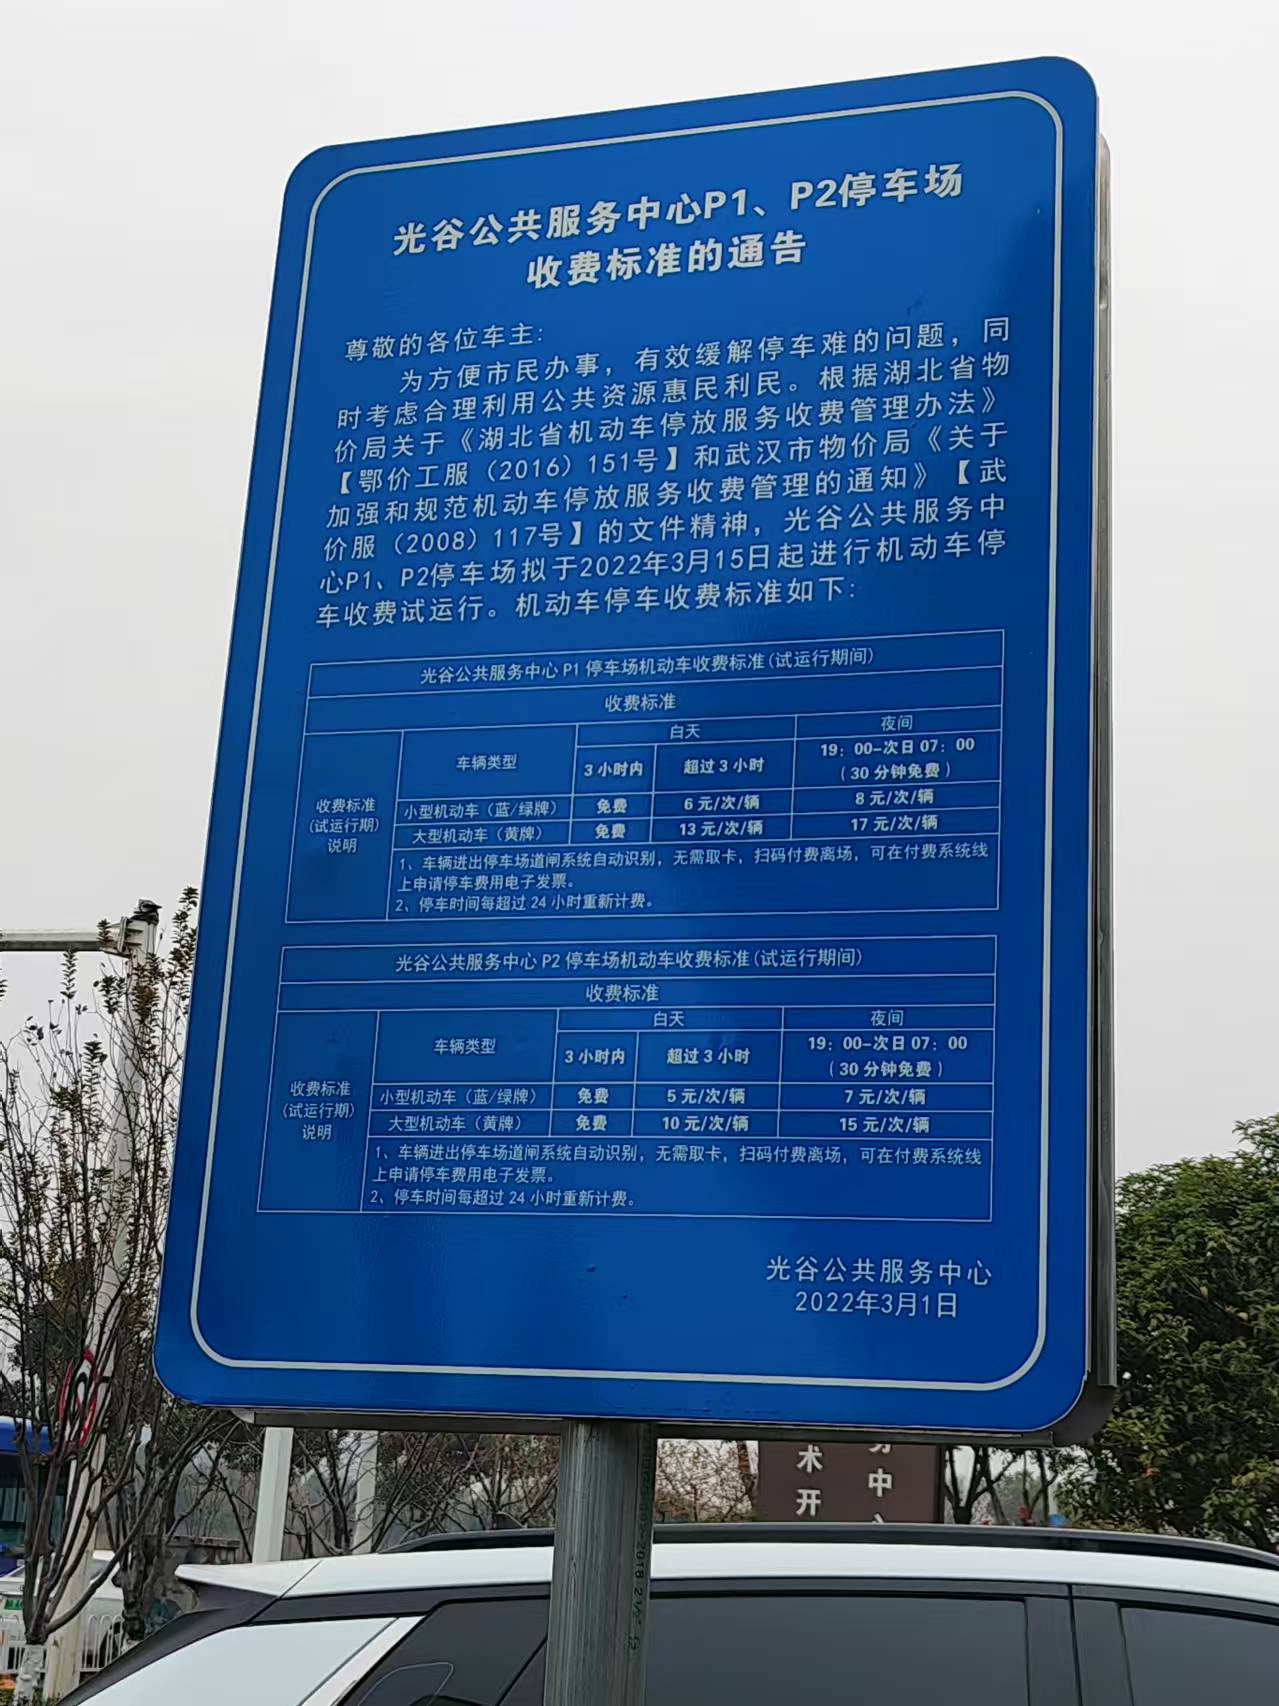 光谷公共服务中心P1、P2停车场
收费标准的通告
尊敬的各位车主：
为方便市民办事，有效缓解停车难的问题，同
时考虑合理利用公共资源惠民利民。根据湖北省物
价局关于《湖北省机动车停放服务收费管理办法》
【鄂价工服（2016）151号】和武汉市物价局《关于
加强和规范机动车停放服务收费管理的通知》【武
价服（2008）117号】的文件精神，光谷公共服务中
心P1、P2停车场拟于2022年3月15日起进行机动车停
车收费试运行。机动车停车收费标准如下：
光谷公共服务中心 P1 停车场机动车收费标准(试运行期间)
收费标准
收费标准
(试运行期)
说明
车辆类型
白天
夜间
3 小时内
超过 3 小时
19：00-次日 07：00
（30 分钟免费）
小型机动车（蓝/绿牌）
免费
6 元/次/辆
8 元/次/辆
大型机动车（黄牌）
免费
13 元/次/辆
17 元/次/辆
1、车辆进出停车场道闸系统自动识别，无需取卡，扫码付费离场，可在付费系统线
上申请停车费用电子发票。
2、停车时间每超过 24 小时重新计费。
光谷公共服务中心 P2 停车场机动车收费标准(试运行期间)
收费标准
收费标准
(试运行期)
说明
车辆类型
白天
夜间
3 小时内
超过 3 小时
19：00-次日 07：00
（30 分钟免费）
小型机动车（蓝/绿牌）
免费
5 元/次/辆
7 元/次/辆
大型机动车（黄牌）
免费
10 元/次/辆
15 元/次/辆
1、车辆进出停车场道闸系统自动识别，无需取卡，扫码付费离场，可在付费系统线
上申请停车费用电子发票。
2、停车时间每超过 24 小时重新计费。
光谷公共服务中心
2022年3月1日
术开
务中